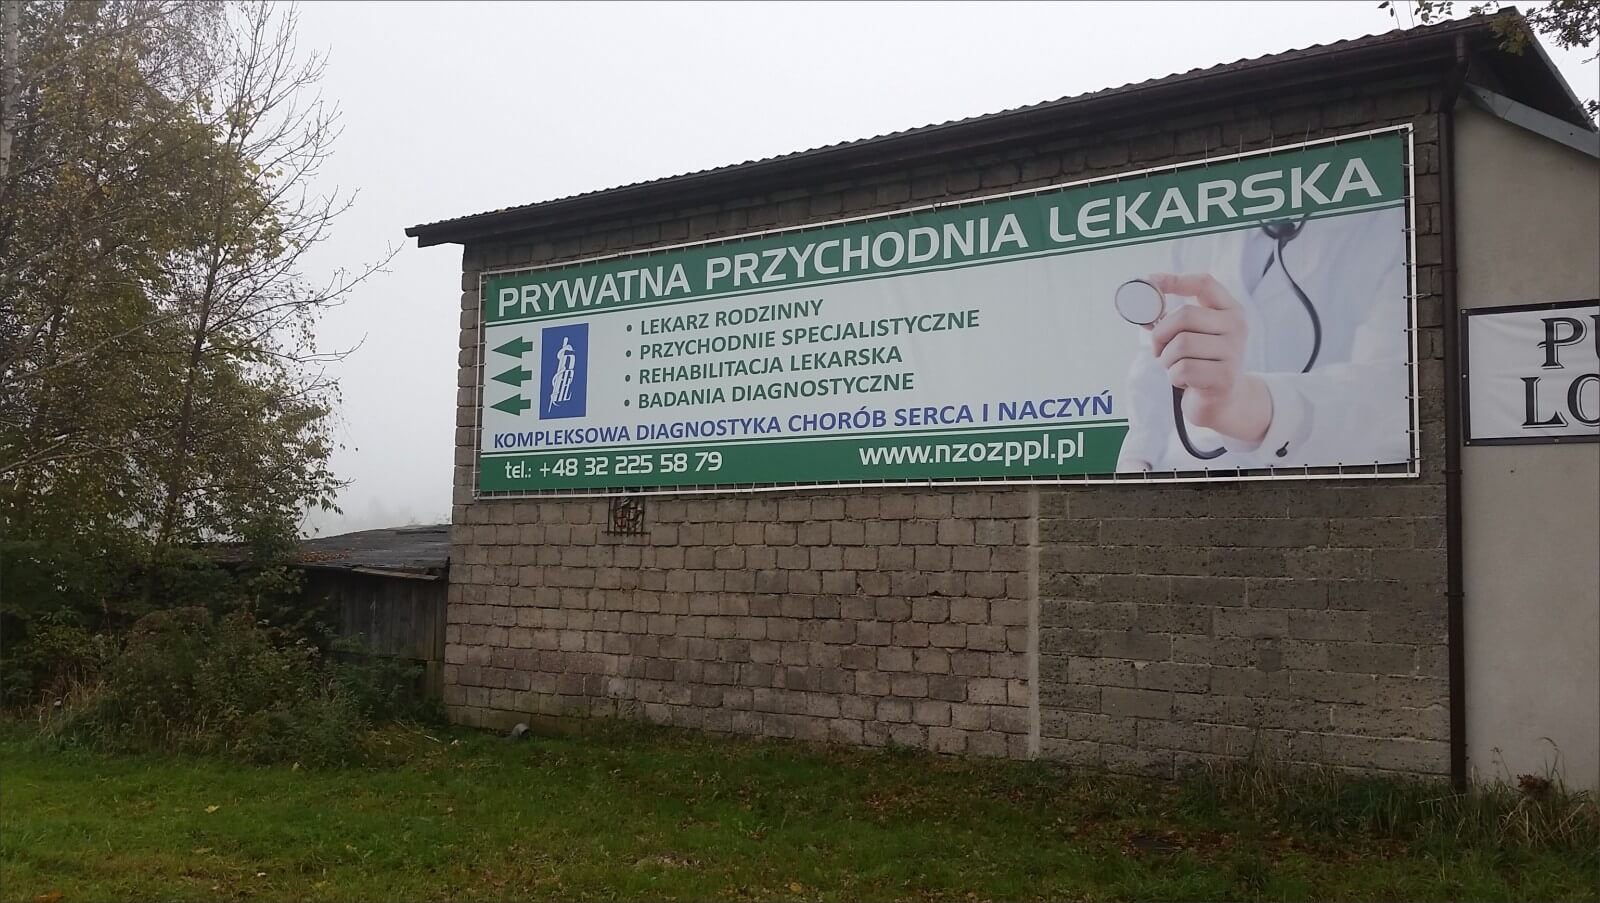 PRYWATNA PRZYCHODNIA LEKARSKA
• LEKARZ RODZINNY
• PRZYCHODNIE SPECJALISTYCZNE
• REHABILITACJA LEKARSKA
• BADANIA DIAGNOSTYCZNE
KOMPLEKSOWA DIAGNOSTYKA CHORÓB SERCA I NACZYŃ
tel.: +48 32 225 58 79
www.nzozppl.pl